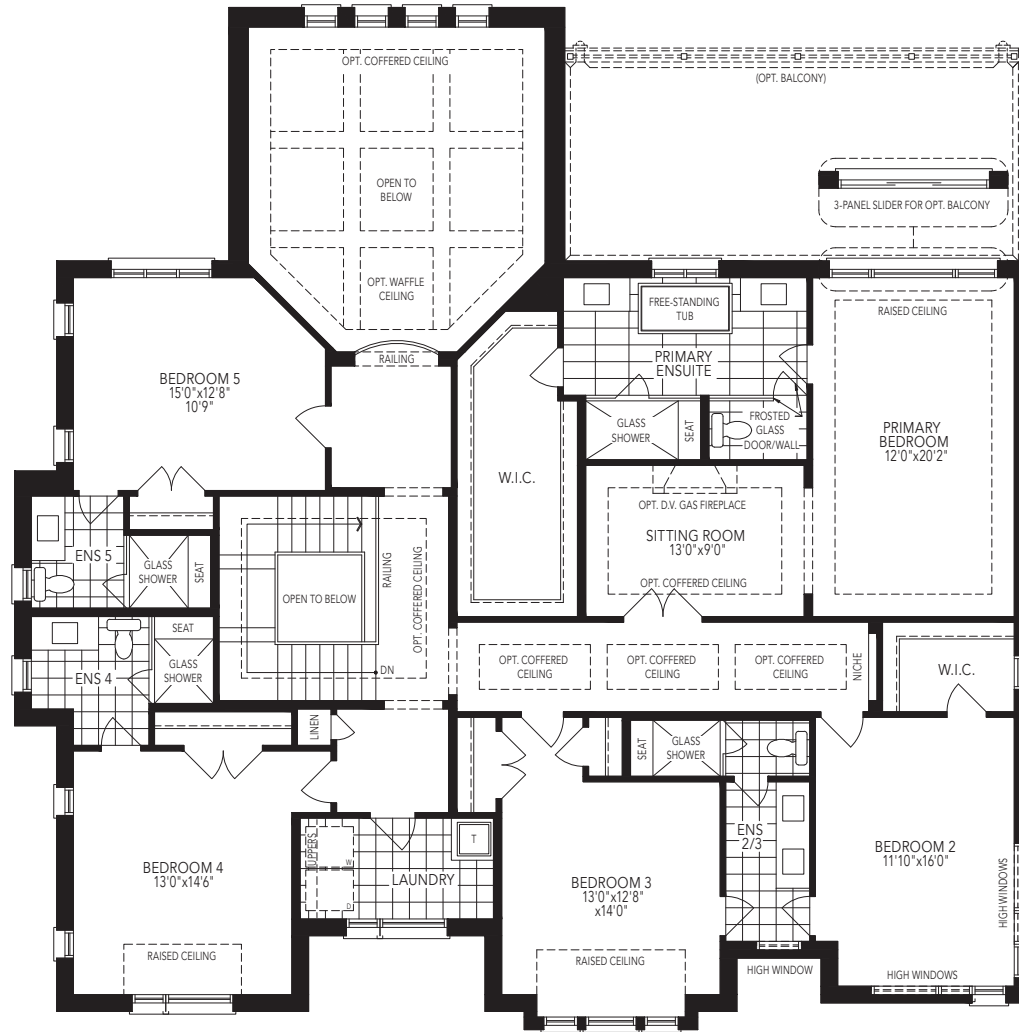 OPT. COFFERED CEILING
(OPT. BALCONY)
OPEN TO
BELOW
3-PANEL SLIDER FOR OPT. BALCONY
OPT. WAFFLE
CEILING
FREE-STANDING
TUB
RAISED CEILING
RAILING
PRIMARY
ENSUITE
BEDROOM 5
15'0"x12'8"
10'9"
GLASS
SHOWER
SEAT
FROSTED
GLASS
DOOR/WALL
PRIMARY
BEDROOM
12'0"x20'2"
W.I.C.
OPT. D.V. GAS FIREPLACE
SITTING ROOM
13'0"x9'0"
OPT. COFFERED CEILING
ENS 5
GLASS
SHOWER
SEAT
OPEN TO BELOW
RAILING
OPT. COFFERED CEILING
DN
SEAT
GLASS
SHOWER
ENS 4
OPT. COFFERED
CEILING
OPT. COFFERED
CEILING
OPT. COFFERED
CEILING
NICHE
W.I.C.
LINEN
SEAT
GLASS
SHOWER
UPPERS
W
D
T
LAUNDRY
BEDROOM 4
13'0"x14'6"
RAISED CEILING
BEDROOM 3
13'0"x12'8"
x14'0"
RAISED CEILING
ENS
2/3
HIGH WINDOW
BEDROOM 2
11'10"x16'0"
HIGH WINDOWS
HIGH WINDOWS